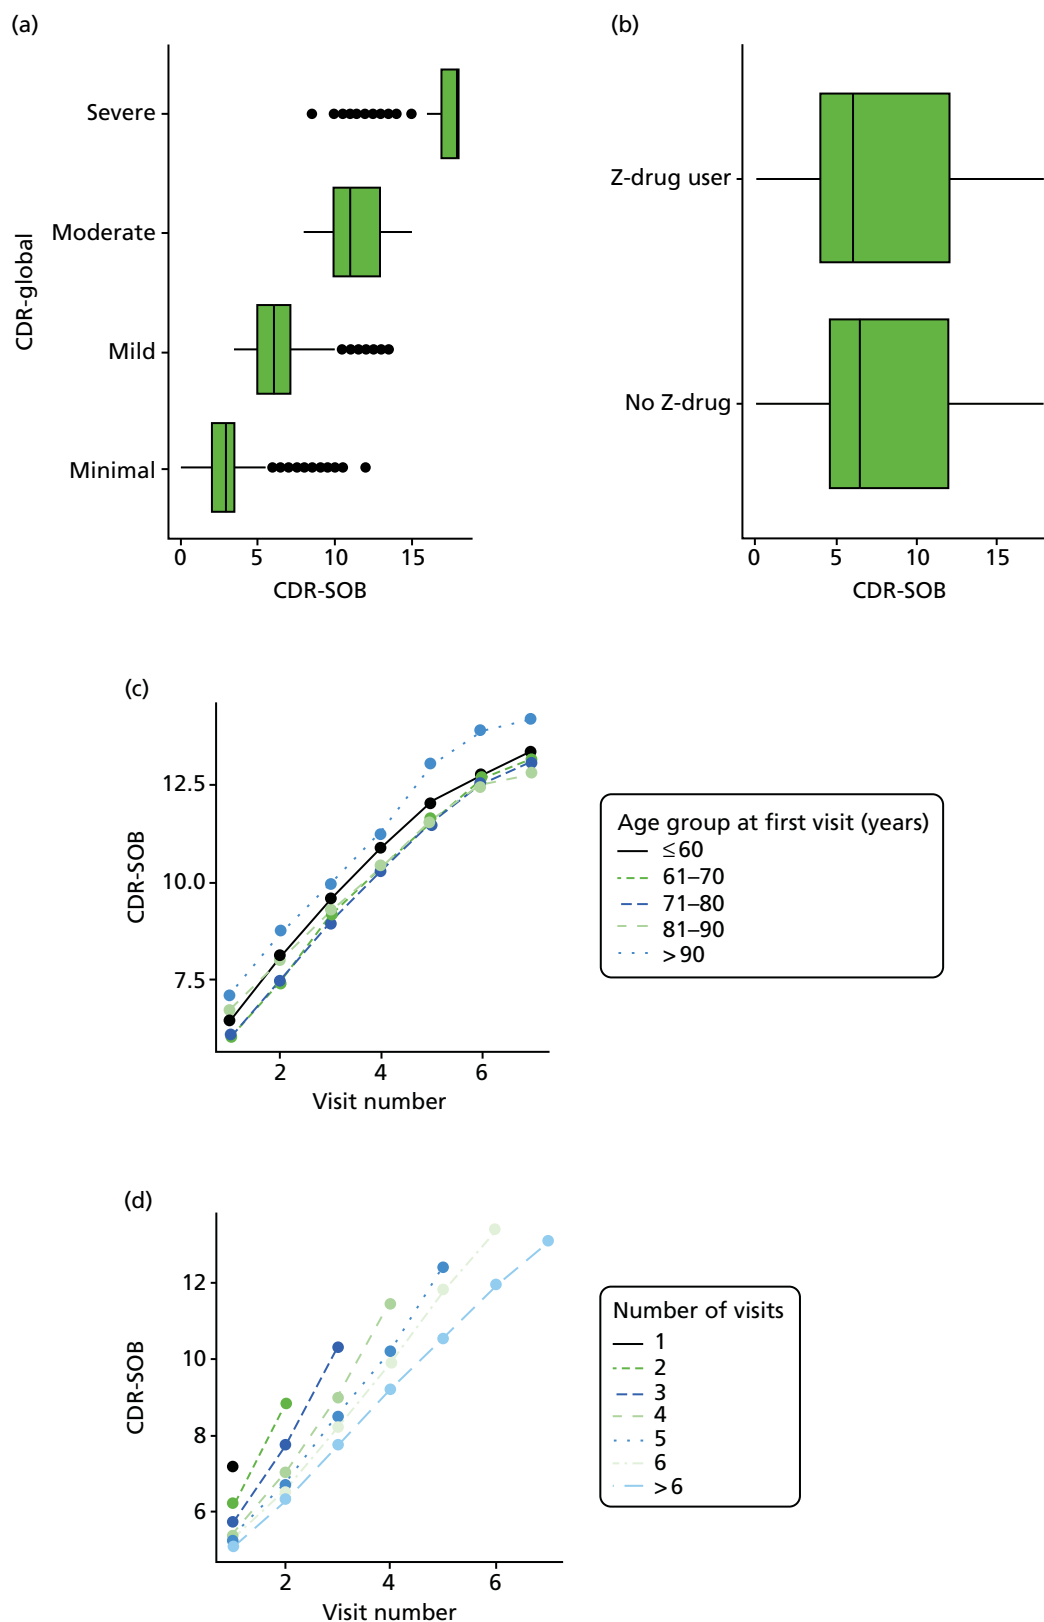 (a)
Severe
Moderate
Mild
Minimal
CDR-global
0 5 10 15
CDR-SOB
(b)
Z-drug user
No Z-drug
0 5 10 15
CDR-SOB
(c)
12.5
10.0
7.5
CDR-SOB
2 4 6
Visit number
Age group at first visit (years)
≤60
61–70
71–80
81–90
>90
(d)
12
10
8
6
CDR-SOB
2 4 6
Visit number
Number of visits
1
2
3
4
5
6
>6